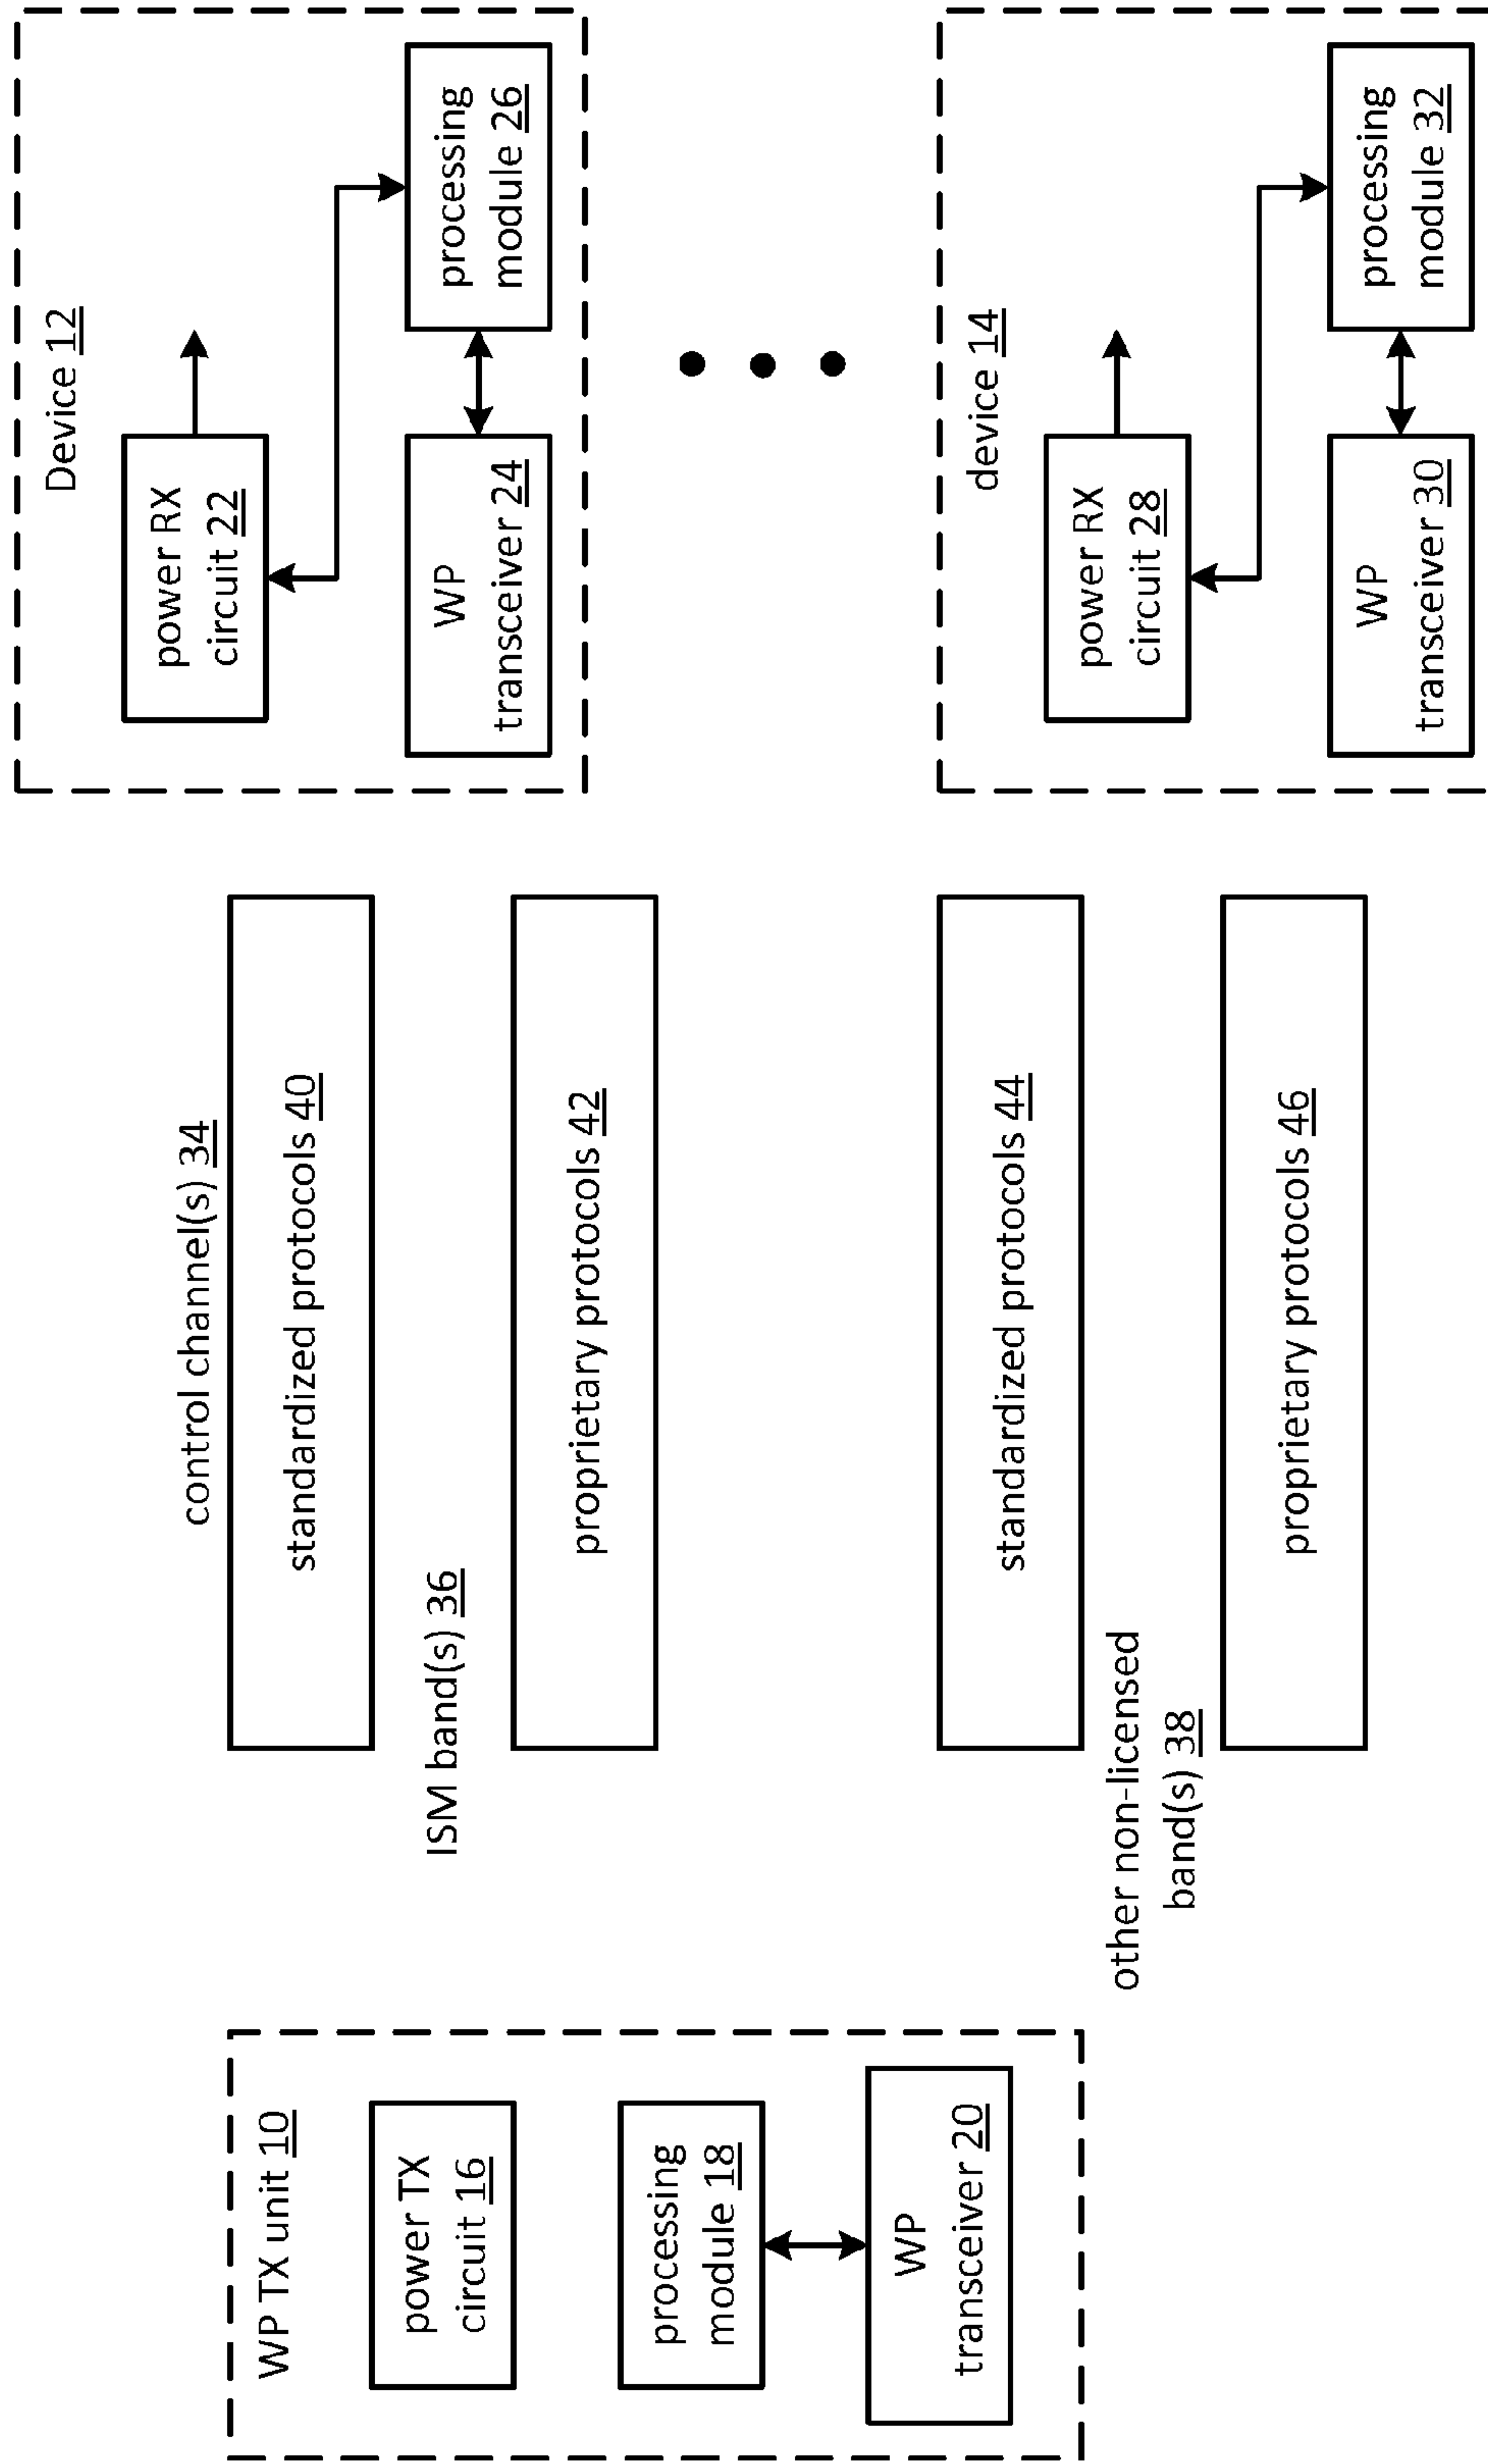 WP TX unit 10
power TX
circuit 16
processing
module 18
WP
transceiver 20
control channel(s) 34
standardized protocols 40
ISM band(s) 36
proprietary protocols 42
standardized protocols 44
other non-licensed
band(s) 38
proprietary protocols 46
Device 12
power RX
circuit 22
WP
transceiver 24
processing
module 26
device 14
power RX
circuit 28
WP
transceiver 30
processing
module 32